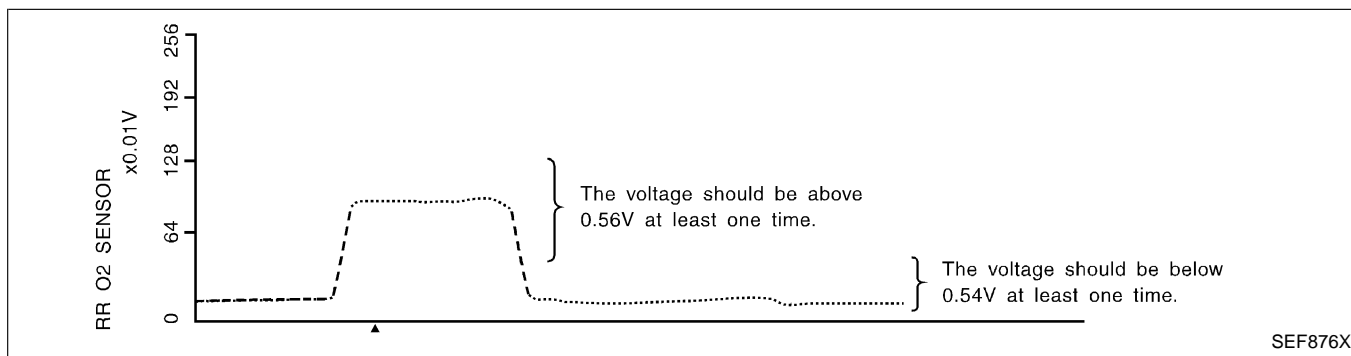 256
192
128
64
0
x0.01V
RR O2 SENSOR
The voltage should be above
0.56V at least one time.
The voltage should be below
0.54V at least one time.
SEF876X